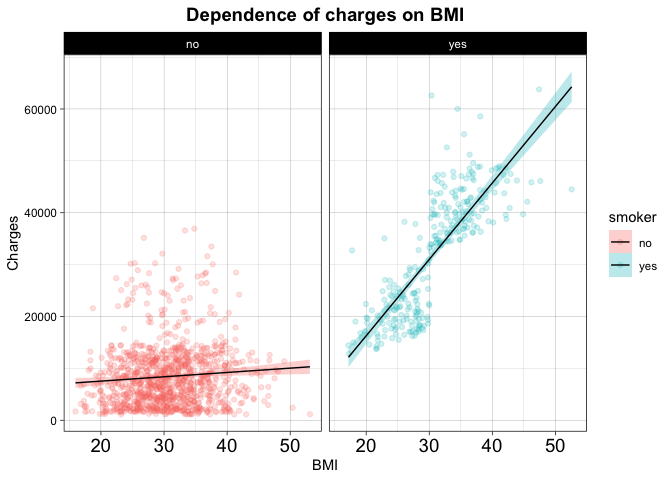 Dependence of charges on BMI
no
yes
60000
40000
20000
0
Charges
20
30
40
50
20
30
40
50
BMI
smoker
no
yes